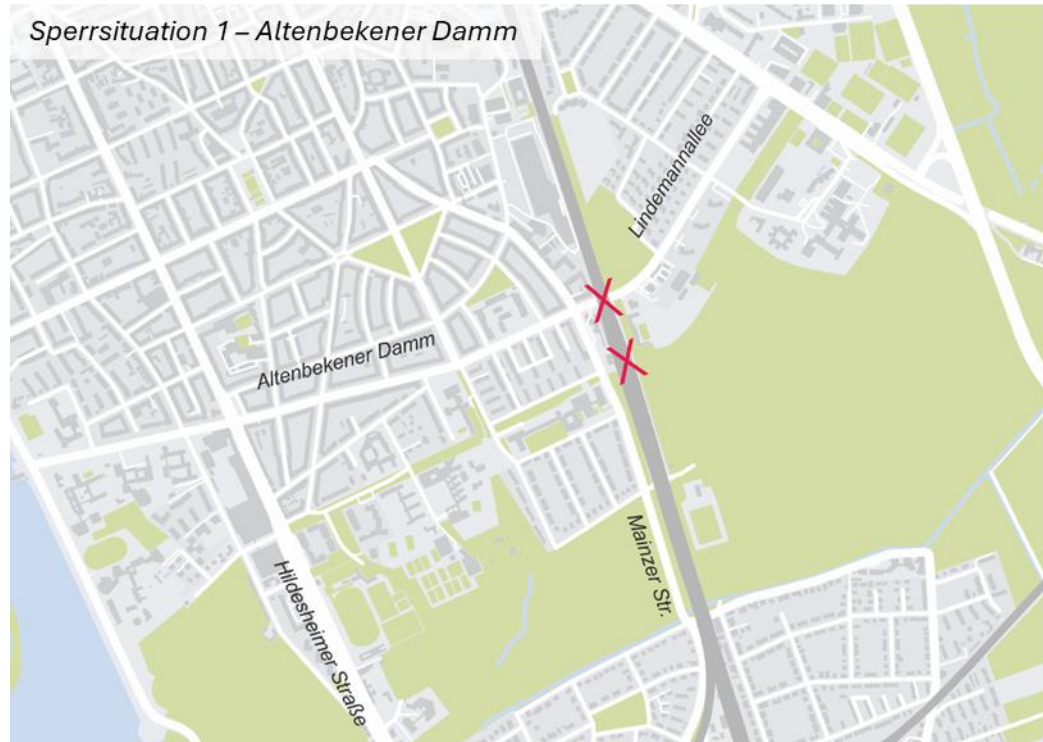 Sperrsituation 1 – Altenbekener Damm
Lindemannallee
Altenbekener Damm
Mainzer Str.
Hildesheimer Straße